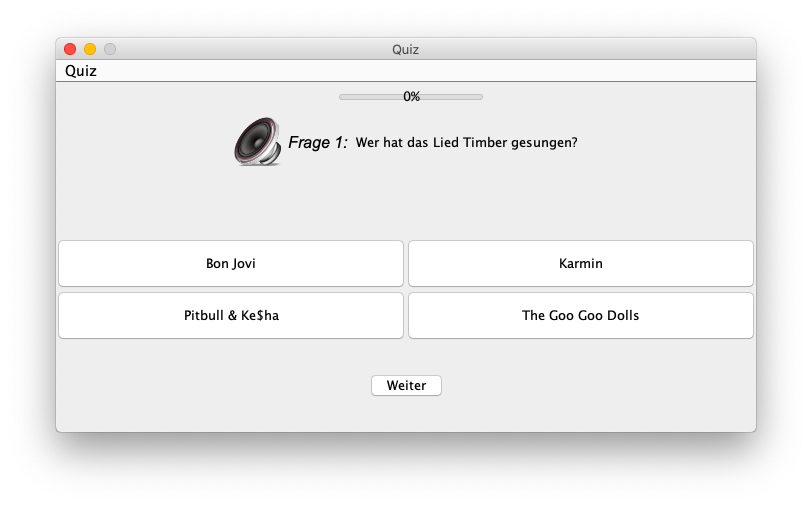 Quiz
Quiz
0%
Frage 1: Wer hat das Lied Timber gesungen?
Bon Jovi
Karmin
Pitbull & Ke$ha
The Goo Goo Dolls
Weiter